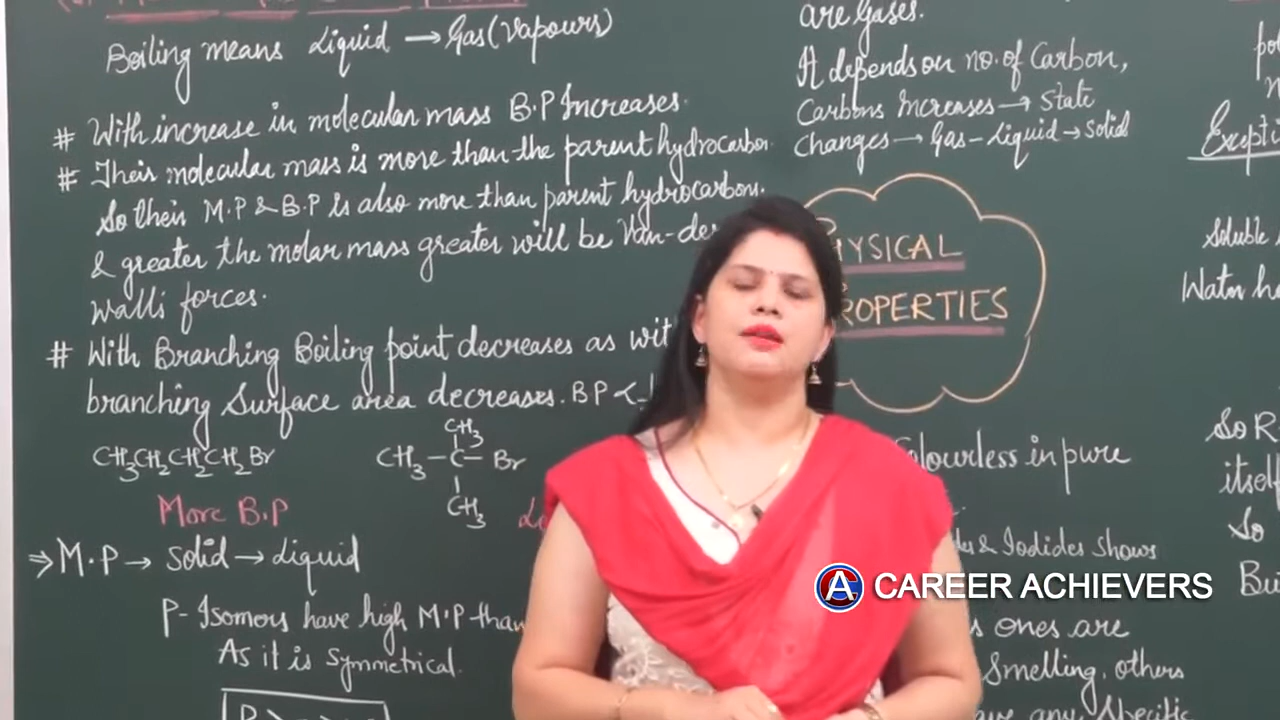 Boiling means Liquid → Gas (Vapours)
# With increase in molecular mass B.P Increases.
# Their molecular mass is more than the parent hydrocarbon.
So their M.P & B.P is also more than parent hydrocarbon.
& greater the molar mass greater will be Van-der
Walls forces.
# With Branching Boiling point decreases as wit
branching Surface area decreases. B P <
CH3CH2CH2CH2Br
CH3
CH3 – C – Br
CH3
More B.P
⇒ M.P → Solid → Liquid
P- Isomers have high M.P than
As it is Symmetrical.
are Gases.
It depends on no. of Carbon,
Carbons Increases → State
Changes → Gas – Liquid → Solid
PHYSICAL
PROPERTIES
Colourless in pure
& Iodides Shows
ones are
Smelling, others
have any Specific
Soluble
So R
itself
So
CAREER ACHIEVERS